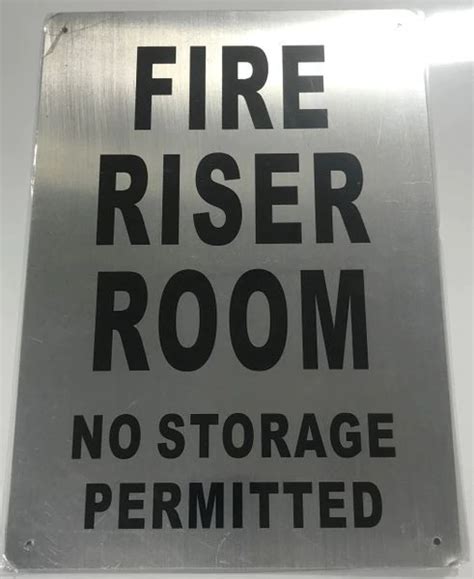 FIRE
RISER
ROOM
NO STORAGE
PERMITTED